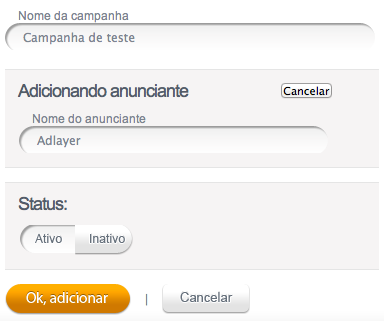 Nome da campanha
Campanha de teste
Adicionando anunciante
Cancelar
Nome do anunciante
Adlayer
Status:
Ativo Inativo
Ok, adicionar | Cancelar